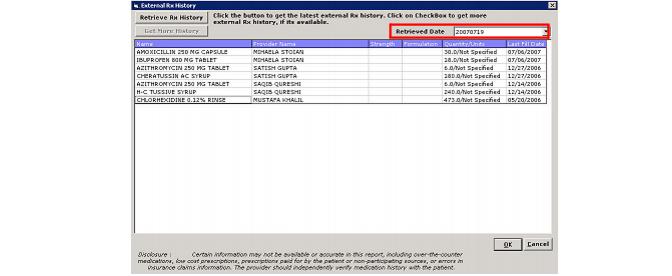 External Rx History
Retrieve Rx History
Click the button to get the latest external Rx history. Click on CheckBox to get more
external Rx history, if its available.
Get More History
Retrieved Date 20070719
Name Provider Name Strength Formulation Quantity/Units Last Fill Date
AMOXICILLIN 250 MG CAPSULE MIHAELA STOIAN 30.0/Not Specified 07/06/2007
IBUPROFEN 800 MG TABLET MIHAELA STOIAN 18.0/Not Specified 07/06/2007
AZITHROMYCIN 250 MG TABLET SATISH GUPTA 6.0/Not Specified 12/27/2006
CHERATUSSIN AC SYRUP SATISH GUPTA 180.0/Not Specified 12/27/2006
AZITHROMYCIN 250 MG TABLET SAQIB QURESHI 6.0/Not Specified 12/14/2006
H-C TUSSIVE SYRUP SAQIB QURESHI 240.0/Not Specified 12/14/2006
CHLORHEXIDINE 0.12% RINSE MUSTAFA KHALIL 473.0/Not Specified 05/20/2006
OK Cancel
Disclosure : Certain information may not be available or accurate in this report, including over-the-counter
medications, low cost prescriptions, prescriptions paid for by the patient or non-participating sources, or errors in
insurance claims information. The provider should independently verify medication history with the patient.